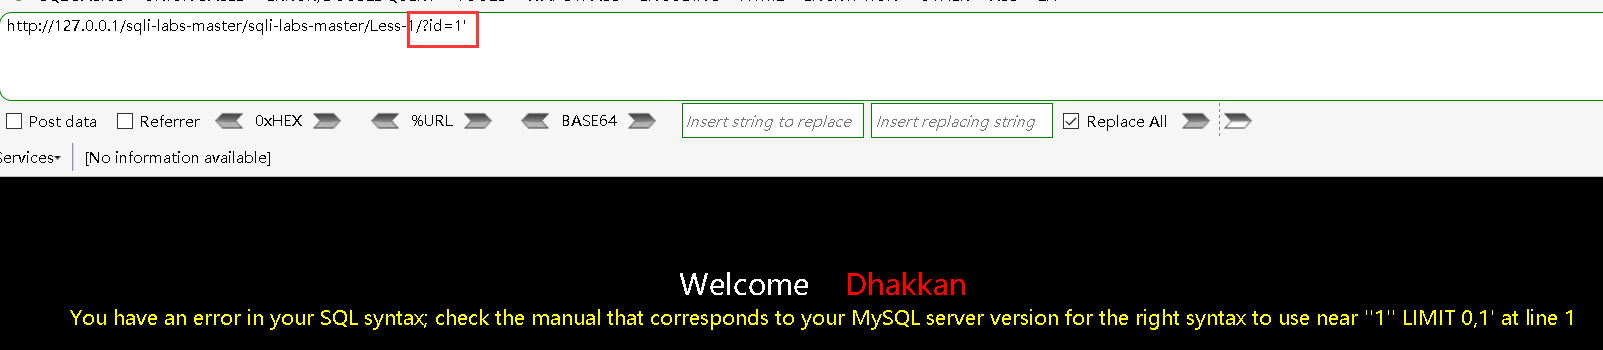 http://127.0.0.1/sqli-labs-master/sqli-labs-master/Less-1/?id=1'
Post data Referrer 0xHEX %URL BASE64 Insert string to replace Insert replacing string Replace All
Services [No information available]
Welcome Dhakkan
You have an error in your SQL syntax; check the manual that corresponds to your MySQL server version for the right syntax to use near ''1'' LIMIT 0,1' at line 1